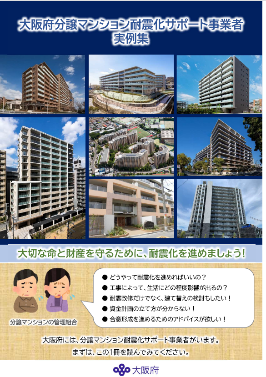 大阪府分譲マンション耐震化サポート事業者
実例集
大切な命と財産を守るために、耐震化を進めましょう!
● どうやって耐震化を進めればいいの?
● 工事によって、生活にどの程度影響が出るの?
● 耐震改修だけでなく、建て替えの検討もしたい!
● 資金計画の立て方が分からない!
● 合意形成を進めるためのアドバイスが欲しい!
分譲マンションの管理組合
大阪府には、分譲マンション耐震化サポート事業者がいます。
まずは、この1冊を読んでみてください。
大阪府